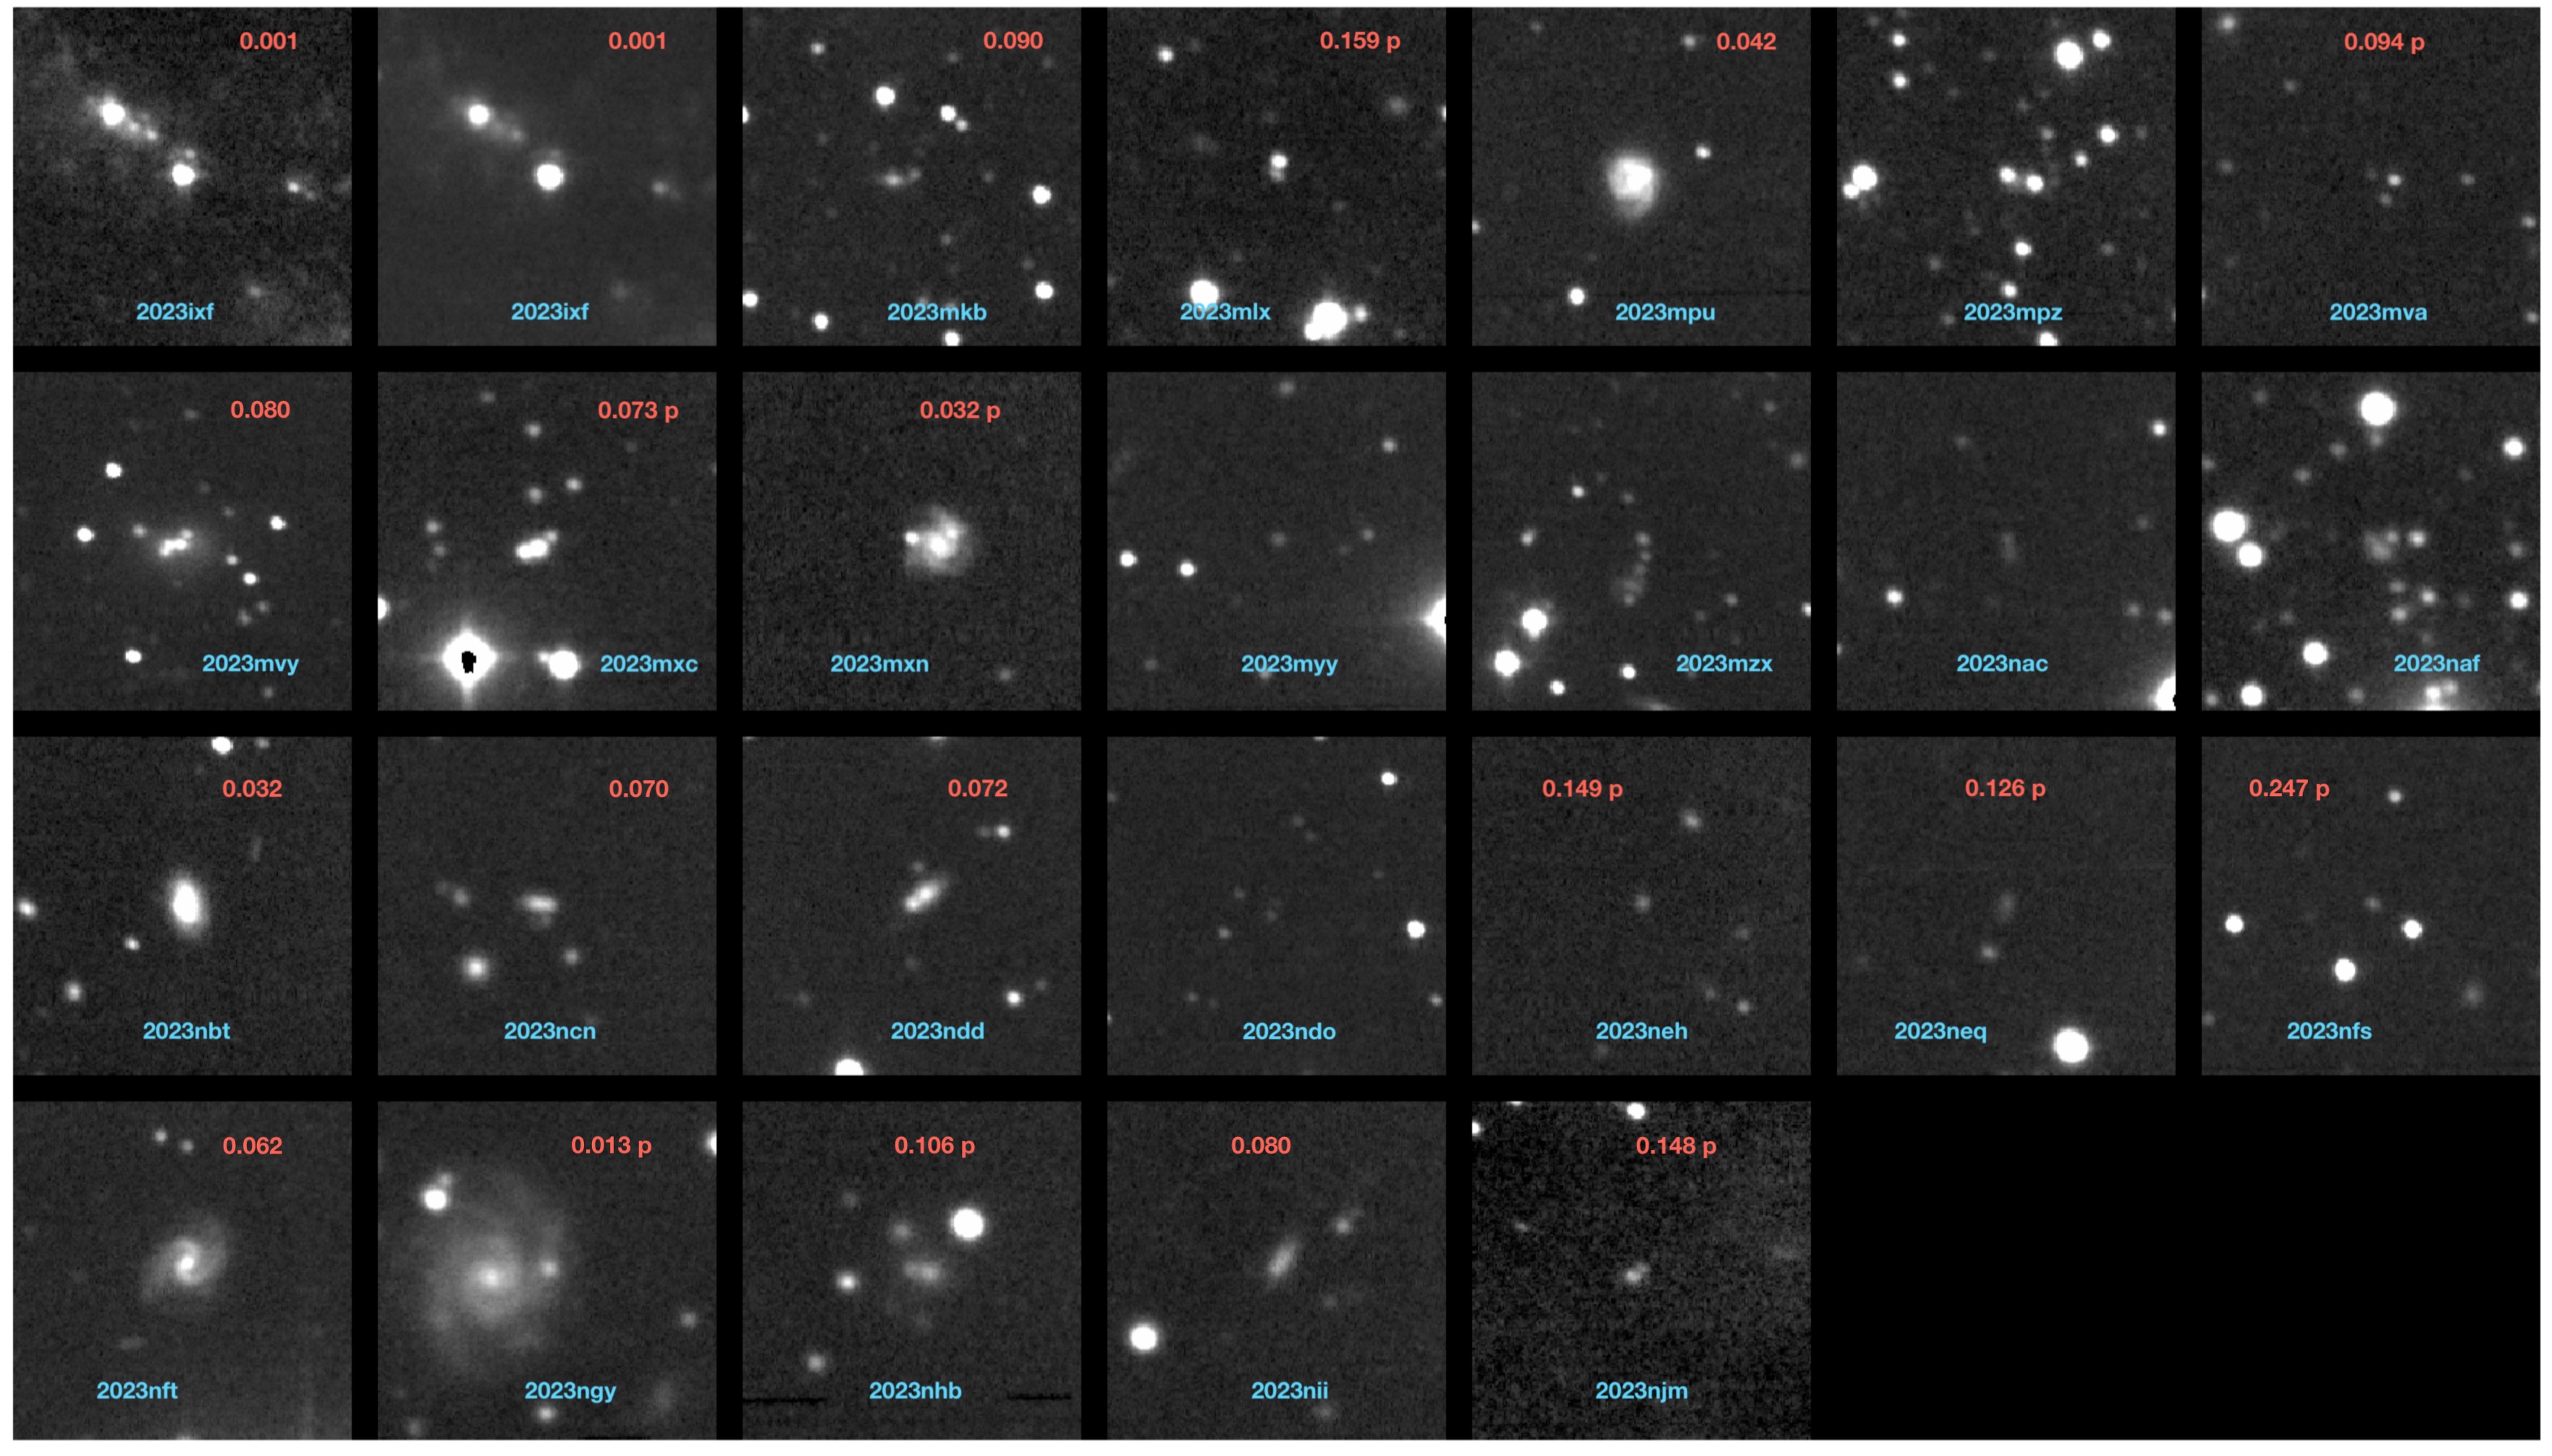 0.001
0.001
0.090
0.159 p
0.042
0.094 p
2023ixf
2023ixf
2023mkb
2023mlx
2023mpu
2023mpz
2023mva
0.080
0.073 p
0.032 p
2023mvy
2023mxc
2023mxn
2023myy
2023mzx
2023nac
2023naf
0.032
0.070
0.072
0.149 p
0.126 p
0.247 p
2023nbt
2023ncn
2023ndd
2023ndo
2023neh
2023neq
2023nfs
0.062
0.013 p
0.106 p
0.080
0.148 p
2023nft
2023ngy
2023nhb
2023nii
2023njm